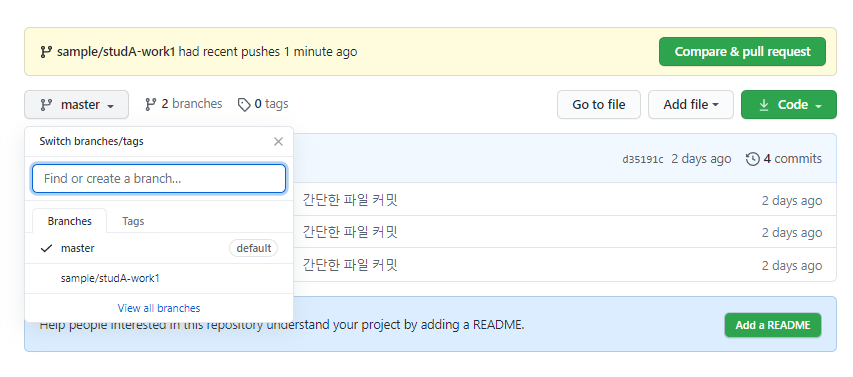 sample/studA-work1 had recent pushes 1 minute ago
Compare & pull request
master
2 branches
0 tags
Go to file
Add file
Code
Switch branches/tags
Find or create a branch...
Branches
Tags
master
default
sample/studA-work1
View all branches
d35191c 2 days ago
4 commits
간단한 파일 커밋
2 days ago
간단한 파일 커밋
2 days ago
간단한 파일 커밋
2 days ago
Help people interested in this repository understand your project by adding a README.
Add a README